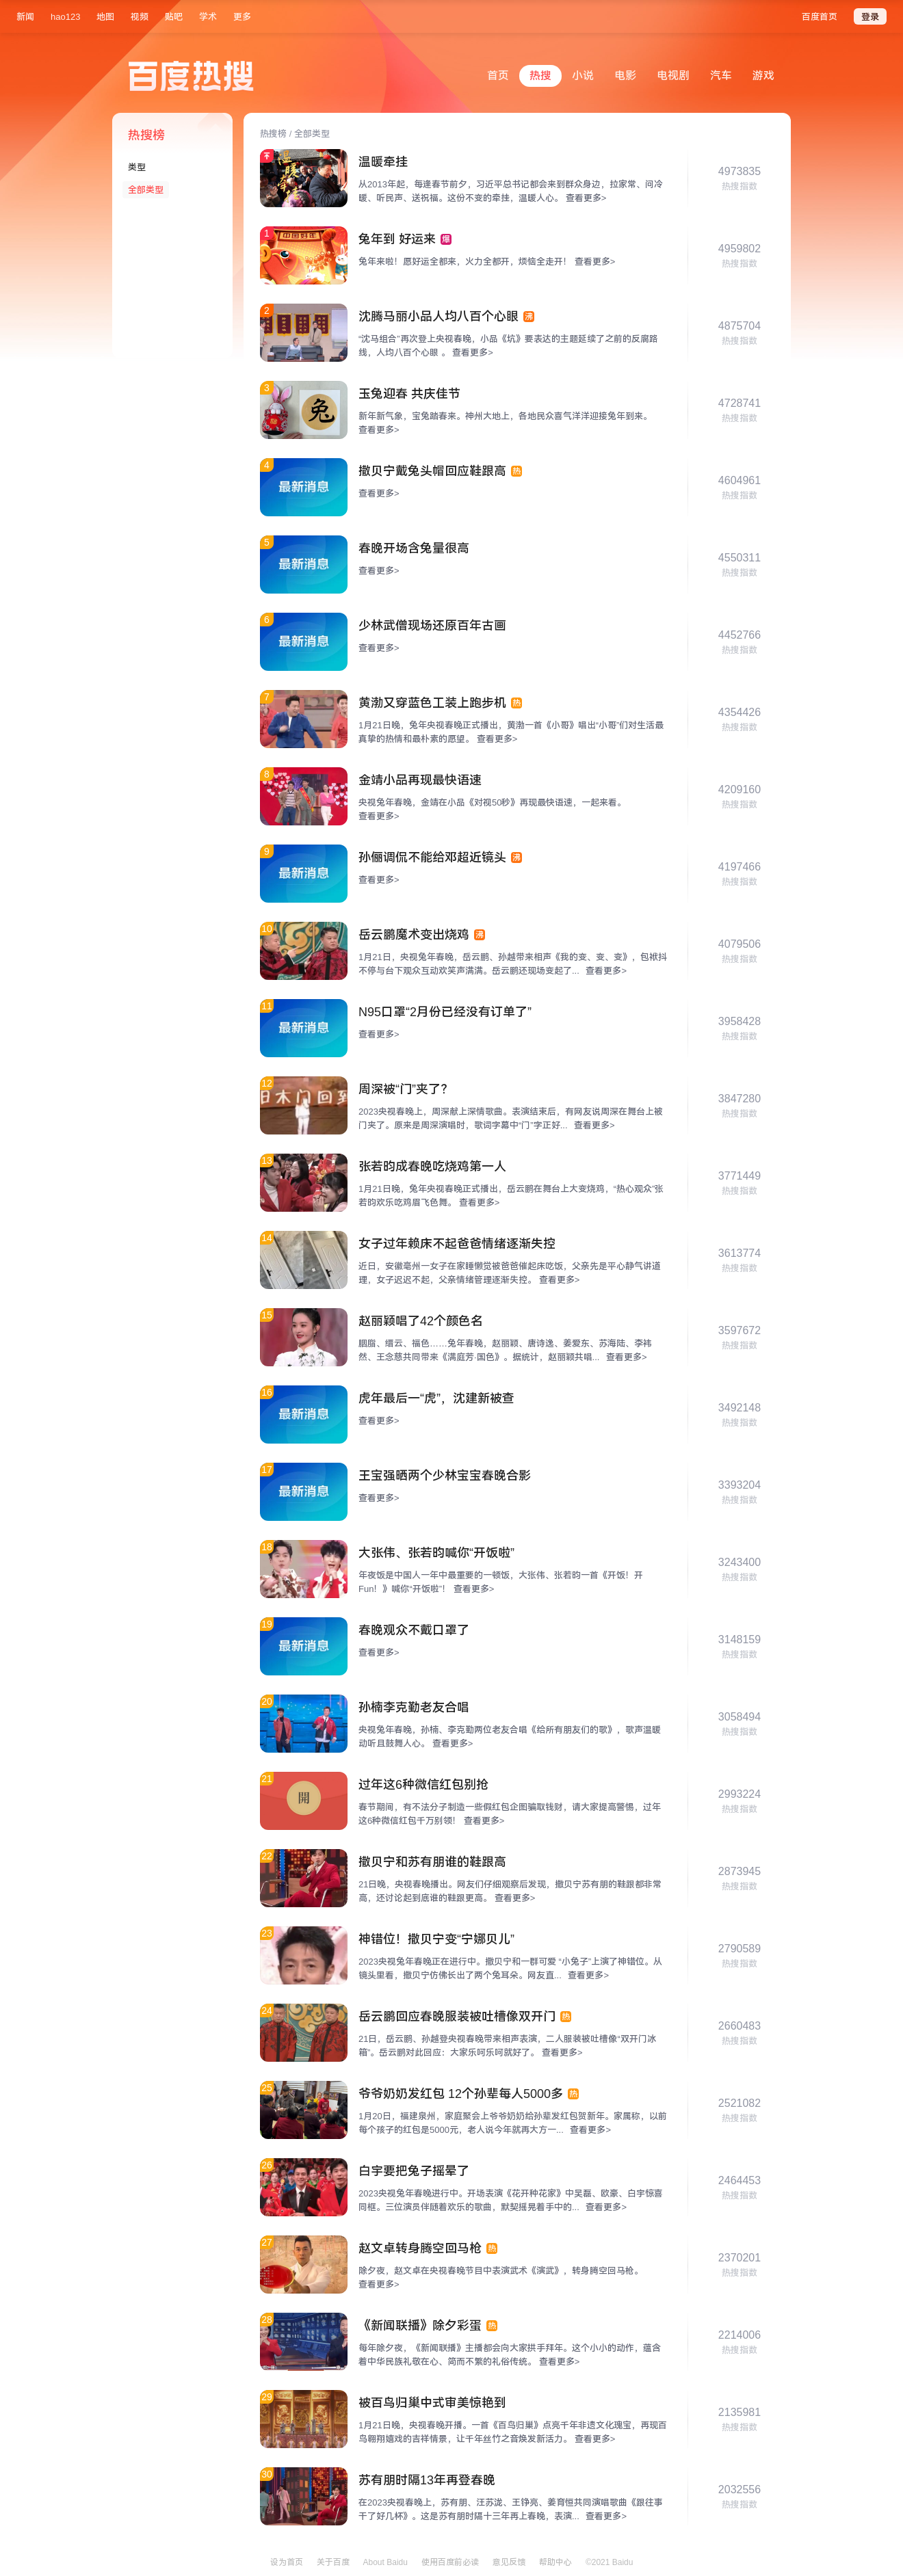 新闻 hao123 地图 视频 贴吧 学术 更多 百度首页 登录
百度热搜
首页 热搜 小说 电影 电视剧 汽车 游戏
热搜榜
类型
全部类型
热搜榜 / 全部类型
温暖牵挂
从2013年起，每逢春节前夕，习近平总书记都会来到群众身边，拉家常、问冷
暖、听民声、送祝福。这份不变的牵挂，温暖人心。 查看更多>
4973835
热搜指数
1
兔年到 好运来 爆
兔年来啦！愿好运全都来，火力全都开，烦恼全走开！ 查看更多>
4959802
热搜指数
2
沈腾马丽小品人均八百个心眼 沸
“沈马组合”再次登上央视春晚，小品《坑》要表达的主题延续了之前的反腐路
线，人均八百个心眼 。 查看更多>
4875704
热搜指数
3
兔
玉兔迎春 共庆佳节
新年新气象，宝兔踏春来。神州大地上，各地民众喜气洋洋迎接兔年到来。
查看更多>
4728741
热搜指数
4
最新消息
撒贝宁戴兔头帽回应鞋跟高 热
查看更多>
4604961
热搜指数
5
最新消息
春晚开场含兔量很高
查看更多>
4550311
热搜指数
6
最新消息
少林武僧现场还原百年古画
查看更多>
4452766
热搜指数
7
黄渤又穿蓝色工装上跑步机 热
1月21日晚，兔年央视春晚正式播出，黄渤一首《小哥》唱出“小哥”们对生活最
真挚的热情和最朴素的愿望。 查看更多>
4354426
热搜指数
8
金靖小品再现最快语速
央视兔年春晚，金靖在小品《对视50秒》再现最快语速，一起来看。
查看更多>
4209160
热搜指数
9
最新消息
孙俪调侃不能给邓超近镜头 沸
查看更多>
4197466
热搜指数
10
岳云鹏魔术变出烧鸡 沸
1月21日，央视兔年春晚，岳云鹏、孙越带来相声《我的变、变、变》，包袱抖
不停与台下观众互动欢笑声满满。岳云鹏还现场变起了... 查看更多>
4079506
热搜指数
11
最新消息
N95口罩“2月份已经没有订单了”
查看更多>
3958428
热搜指数
12
日木门回到
周深被“门”夹了？
2023央视春晚上，周深献上深情歌曲。表演结束后，有网友说周深在舞台上被
门夹了。原来是周深演唱时，歌词字幕中“门”字正好... 查看更多>
3847280
热搜指数
13
张若昀成春晚吃烧鸡第一人
1月21日晚，兔年央视春晚正式播出，岳云鹏在舞台上大变烧鸡，“热心观众”张
若昀欢乐吃鸡眉飞色舞。 查看更多>
3771449
热搜指数
14
女子过年赖床不起爸爸情绪逐渐失控
近日，安徽亳州一女子在家睡懒觉被爸爸催起床吃饭，父亲先是平心静气讲道
理，女子迟迟不起，父亲情绪管理逐渐失控。 查看更多>
3613774
热搜指数
15
赵丽颖唱了42个颜色名
胭脂、缙云、福色……兔年春晚，赵丽颖、唐诗逸、姜爱东、苏海陆、李祎
然、王念慈共同带来《满庭芳·国色》。据统计，赵丽颖共唱... 查看更多>
3597672
热搜指数
16
最新消息
虎年最后一“虎”，沈建新被查
查看更多>
3492148
热搜指数
17
最新消息
王宝强晒两个少林宝宝春晚合影
查看更多>
3393204
热搜指数
18
大张伟、张若昀喊你“开饭啦”
年夜饭是中国人一年中最重要的一顿饭，大张伟、张若昀一首《开饭！开
Fun！》喊你“开饭啦”！ 查看更多>
3243400
热搜指数
19
最新消息
春晚观众不戴口罩了
查看更多>
3148159
热搜指数
20
孙楠李克勤老友合唱
央视兔年春晚，孙楠、李克勤两位老友合唱《给所有朋友们的歌》，歌声温暖
动听且鼓舞人心。 查看更多>
3058494
热搜指数
21
開
过年这6种微信红包别抢
春节期间，有不法分子制造一些假红包企图骗取钱财，请大家提高警惕，过年
这6种微信红包千万别领！ 查看更多>
2993224
热搜指数
22
撒贝宁和苏有朋谁的鞋跟高
21日晚，央视春晚播出。网友们仔细观察后发现，撒贝宁苏有朋的鞋跟都非常
高，还讨论起到底谁的鞋跟更高。 查看更多>
2873945
热搜指数
23
神错位！撒贝宁变“宁娜贝儿”
2023央视兔年春晚正在进行中。撒贝宁和一群可爱 “小兔子”上演了神错位。从
镜头里看，撒贝宁仿佛长出了两个兔耳朵。网友直... 查看更多>
2790589
热搜指数
24
岳云鹏回应春晚服装被吐槽像双开门 热
21日，岳云鹏、孙越登央视春晚带来相声表演，二人服装被吐槽像“双开门冰
箱”。岳云鹏对此回应：大家乐呵乐呵就好了。 查看更多>
2660483
热搜指数
25
爷爷奶奶发红包 12个孙辈每人5000多 热
1月20日，福建泉州，家庭聚会上爷爷奶奶给孙辈发红包贺新年。家属称，以前
每个孩子的红包是5000元，老人说今年就再大方一... 查看更多>
2521082
热搜指数
26
白宇要把兔子摇晕了
2023央视兔年春晚进行中。开场表演《花开种花家》中吴磊、欧豪、白宇惊喜
同框。三位演员伴随着欢乐的歌曲，默契摇晃着手中的... 查看更多>
2464453
热搜指数
27
赵文卓转身腾空回马枪 热
除夕夜，赵文卓在央视春晚节目中表演武术《演武》，转身腾空回马枪。
查看更多>
2370201
热搜指数
28
《新闻联播》除夕彩蛋 热
每年除夕夜，《新闻联播》主播都会向大家拱手拜年。这个小小的动作，蕴含
着中华民族礼敬在心、简而不繁的礼俗传统。 查看更多>
2214006
热搜指数
29
被百鸟归巢中式审美惊艳到
1月21日晚，央视春晚开播。一首《百鸟归巢》点亮千年非遗文化瑰宝，再现百
鸟翱翔嬉戏的吉祥情景，让千年丝竹之音焕发新活力。 查看更多>
2135981
热搜指数
30
苏有朋时隔13年再登春晚
在2023央视春晚上，苏有朋、汪苏泷、王铮亮、姜育恒共同演唱歌曲《跟往事
干了好几杯》。这是苏有朋时隔十三年再上春晚，表演... 查看更多>
2032556
热搜指数
设为首页 关于百度 About Baidu 使用百度前必读 意见反馈 帮助中心 ©2021 Baidu